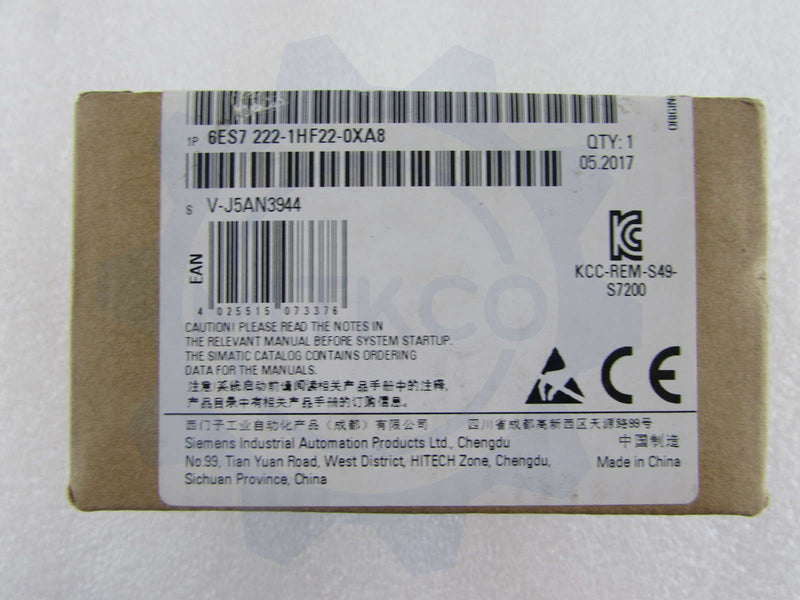 ORIGIN
1P 6ES7 222-1HF22-0XA8
QTY: 1
05.2017
S V-J5AN3944
EAN
4 025515 073376
KCC-REM-S49-
S7200
CAUTION! PLEASE READ THE NOTES IN
THE RELEVANT MANUAL BEFORE SYSTEM STARTUP.
THE SIMATIC CATALOG CONTAINS ORDERING
DATA FOR THE MANUALS.
注意!系统启动前请阅读相关产品手册中的注释,
产品目录中有相关产品手册的订购信息。
CE
西门子工业自动化产品(成都)有限公司 四川省成都高新西区天源路99号
Siemens Industrial Automation Products Ltd., Chengdu 中国制造
No.99, Tian Yuan Road, West District, HITECH Zone, Chengdu, Made in China
Sichuan Province, China